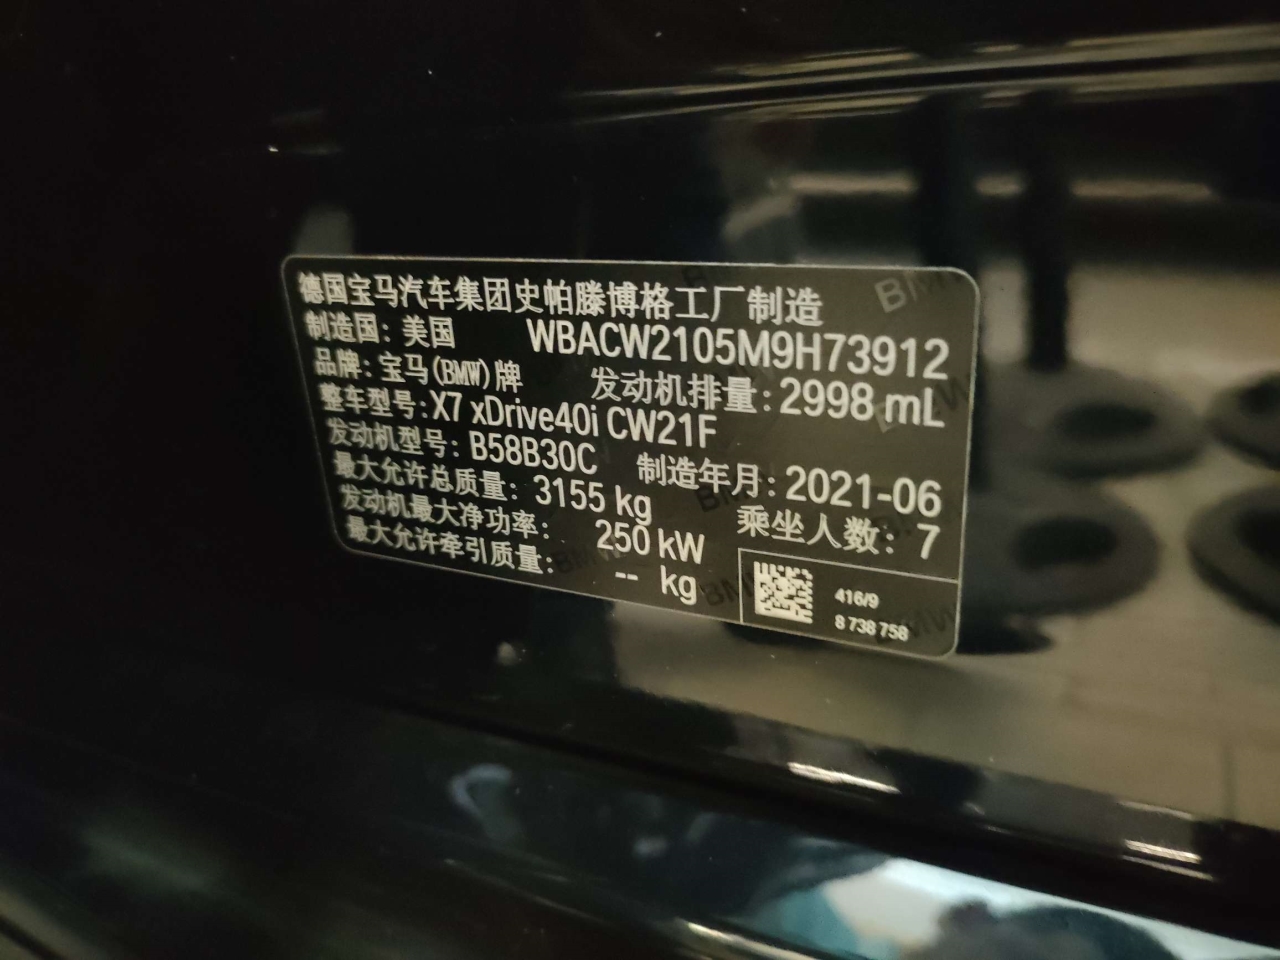 德国宝马汽车集团史帕滕博格工厂制造
制造国: 美国 WBACW2105M9H73912
品牌: 宝马(BMW)牌 发动机排量: 2998 mL
整车型号: X7 xDrive40i CW21F
发动机型号: B58B30C 制造年月: 2021-06
最大允许总质量: 3155 kg
发动机最大净功率: 250 kW 乘坐人数: 7
最大允许牵引质量: -- kg
416/9
8 738 758